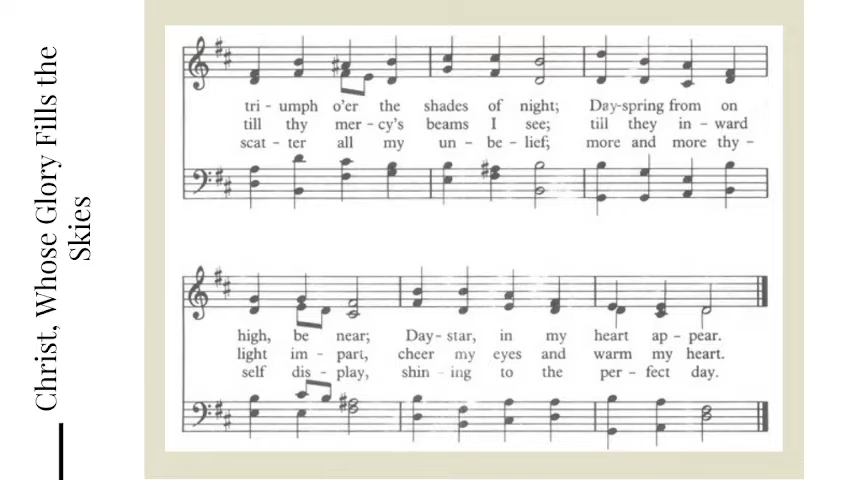 Christ, Whose Glory Fills the
Skies
tri - umph o'er the shades of night; Day-spring from on
till thy mer - cy's beams I see; till they in - ward
scat - ter all my un - be - lief; more and more thy -
high, be near; Day - star, in my heart ap - pear.
light im - part, cheer my eyes and warm my heart.
self dis - play, shin - ing to the per - fect day.